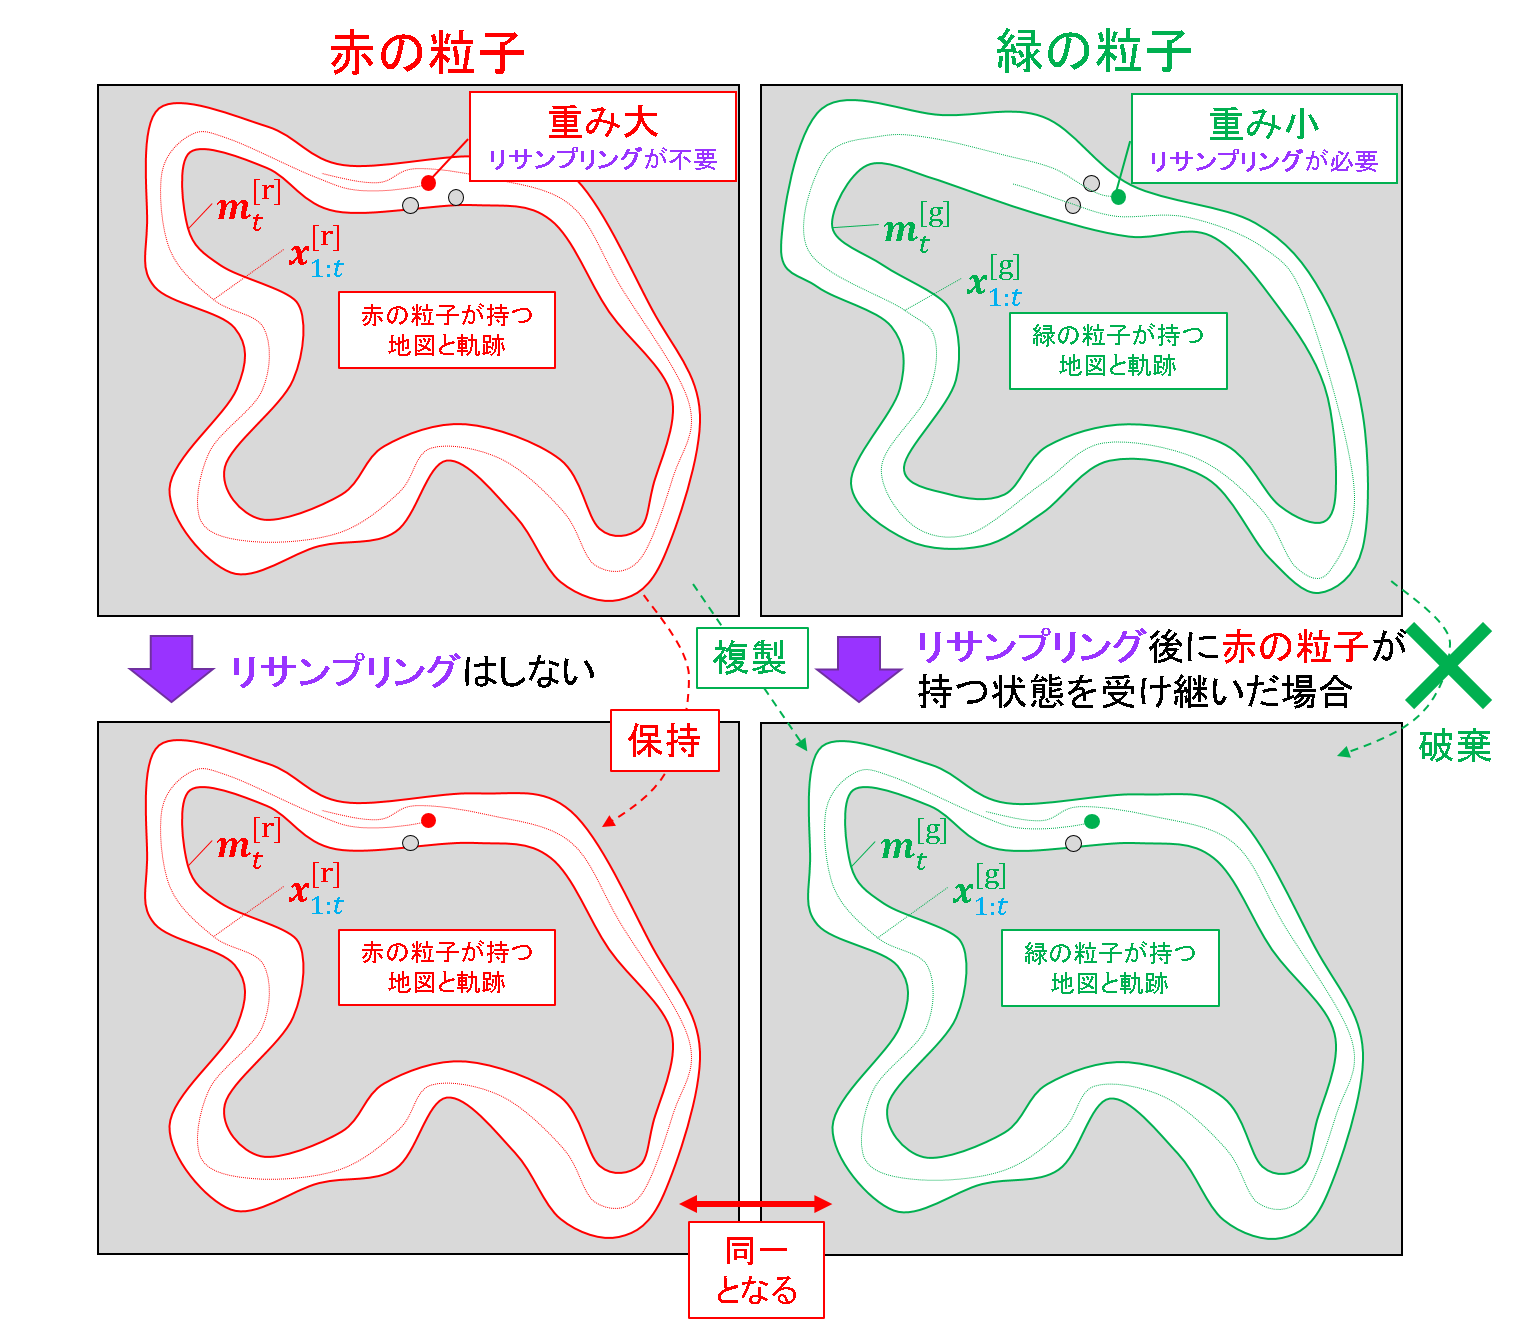 赤の粒子
緑の粒子
重み大
リサンプリングが不要
重み小
リサンプリングが必要
m_t^[r]
x_{1:t}^[r]
赤の粒子が持つ
地図と軌跡
m_t^[g]
x_{1:t}^[g]
緑の粒子が持つ
地図と軌跡
リサンプリングはしない
複製
保持
リサンプリング後に赤の粒子が
持つ状態を受け継いだ場合
破棄
m_t^[r]
x_{1:t}^[r]
赤の粒子が持つ
地図と軌跡
m_t^[g]
x_{1:t}^[g]
緑の粒子が持つ
地図と軌跡
同一
となる